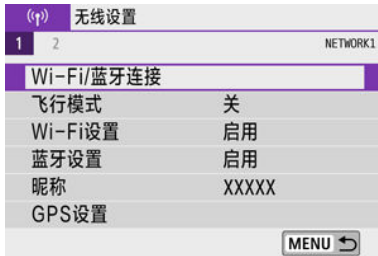 无线设置
1 2 NETWORK1
Wi-Fi/蓝牙连接
飞行模式 关
Wi-Fi设置 启用
蓝牙设置 启用
昵称 XXXXX
GPS设置
MENU